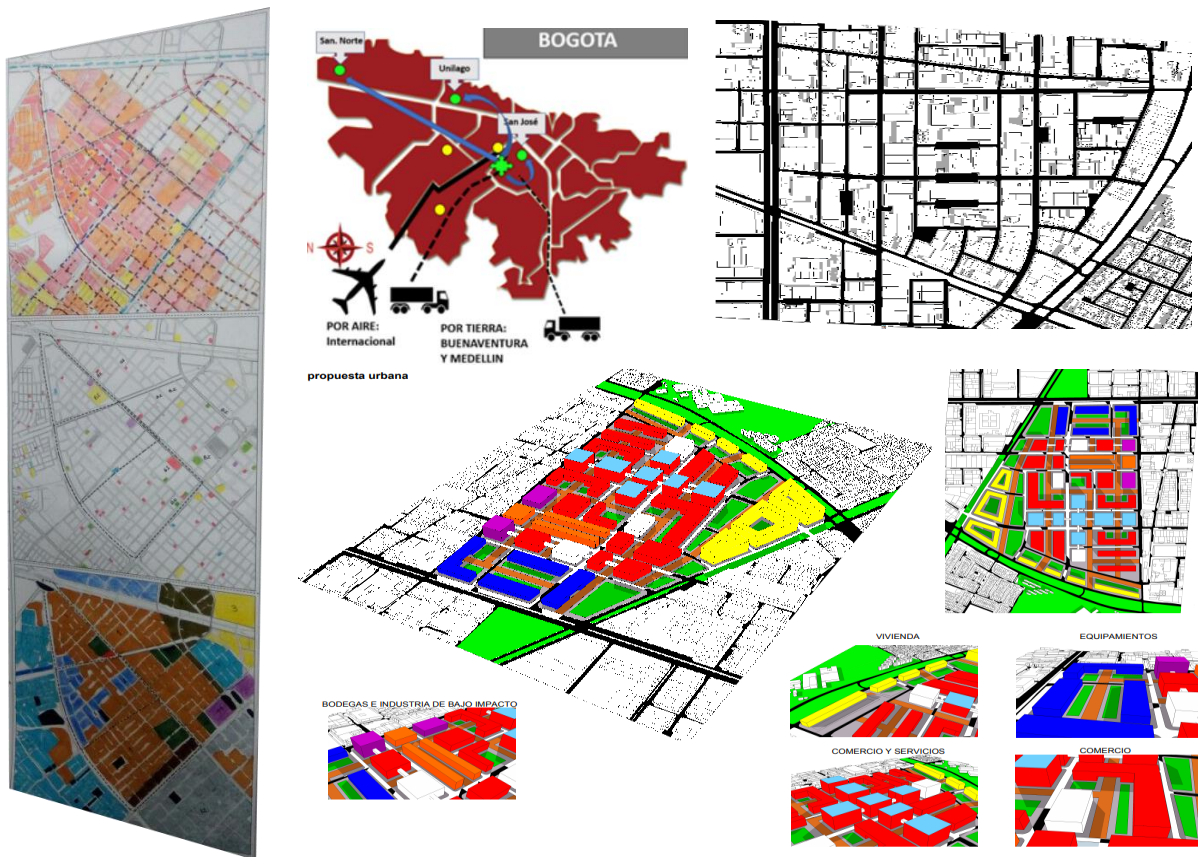 BOGOTA
San. Norte
Unilago
San José
N
S
POR AIRE:
Internacional
POR TIERRA:
BUENAVENTURA
Y MEDELLIN
propuesta urbana
VIVIENDA
EQUIPAMIENTOS
BODEGAS E INDUSTRIA DE BAJO IMPACTO
COMERCIO Y SERVICIOS
COMERCIO
3